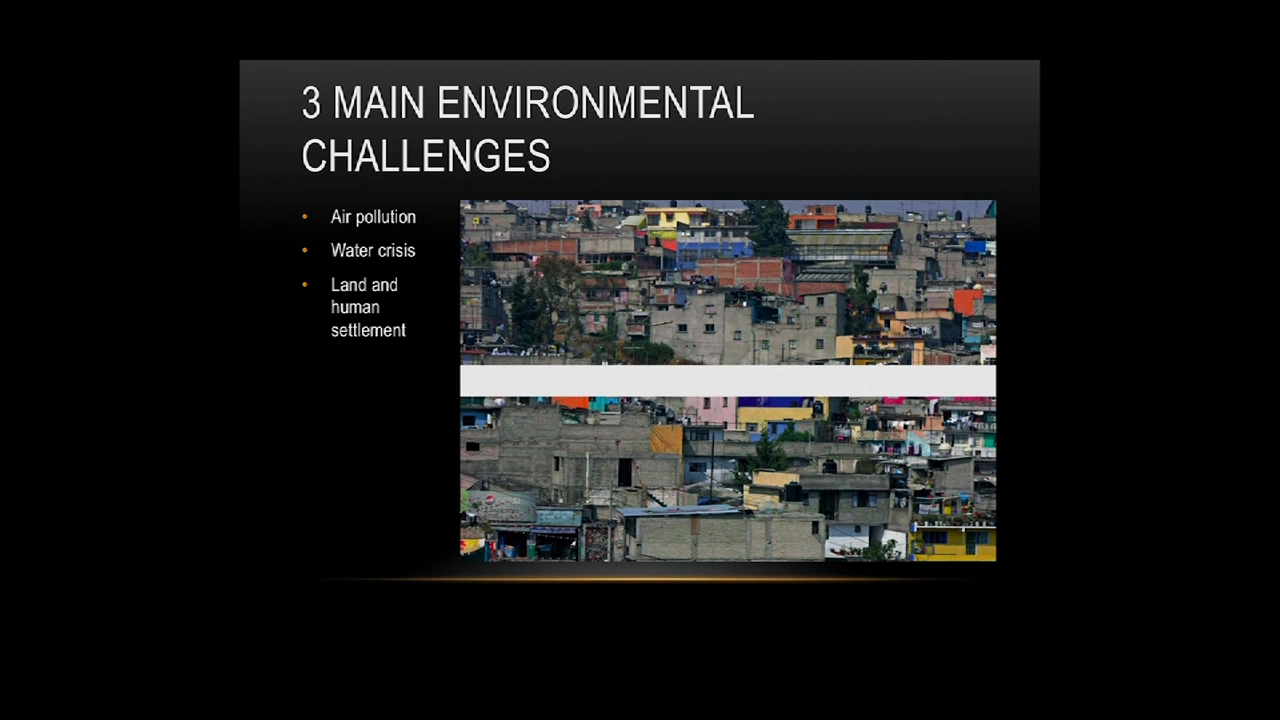 3 MAIN ENVIRONMENTAL
CHALLENGES
• Air pollution
• Water crisis
• Land and
human
settlement